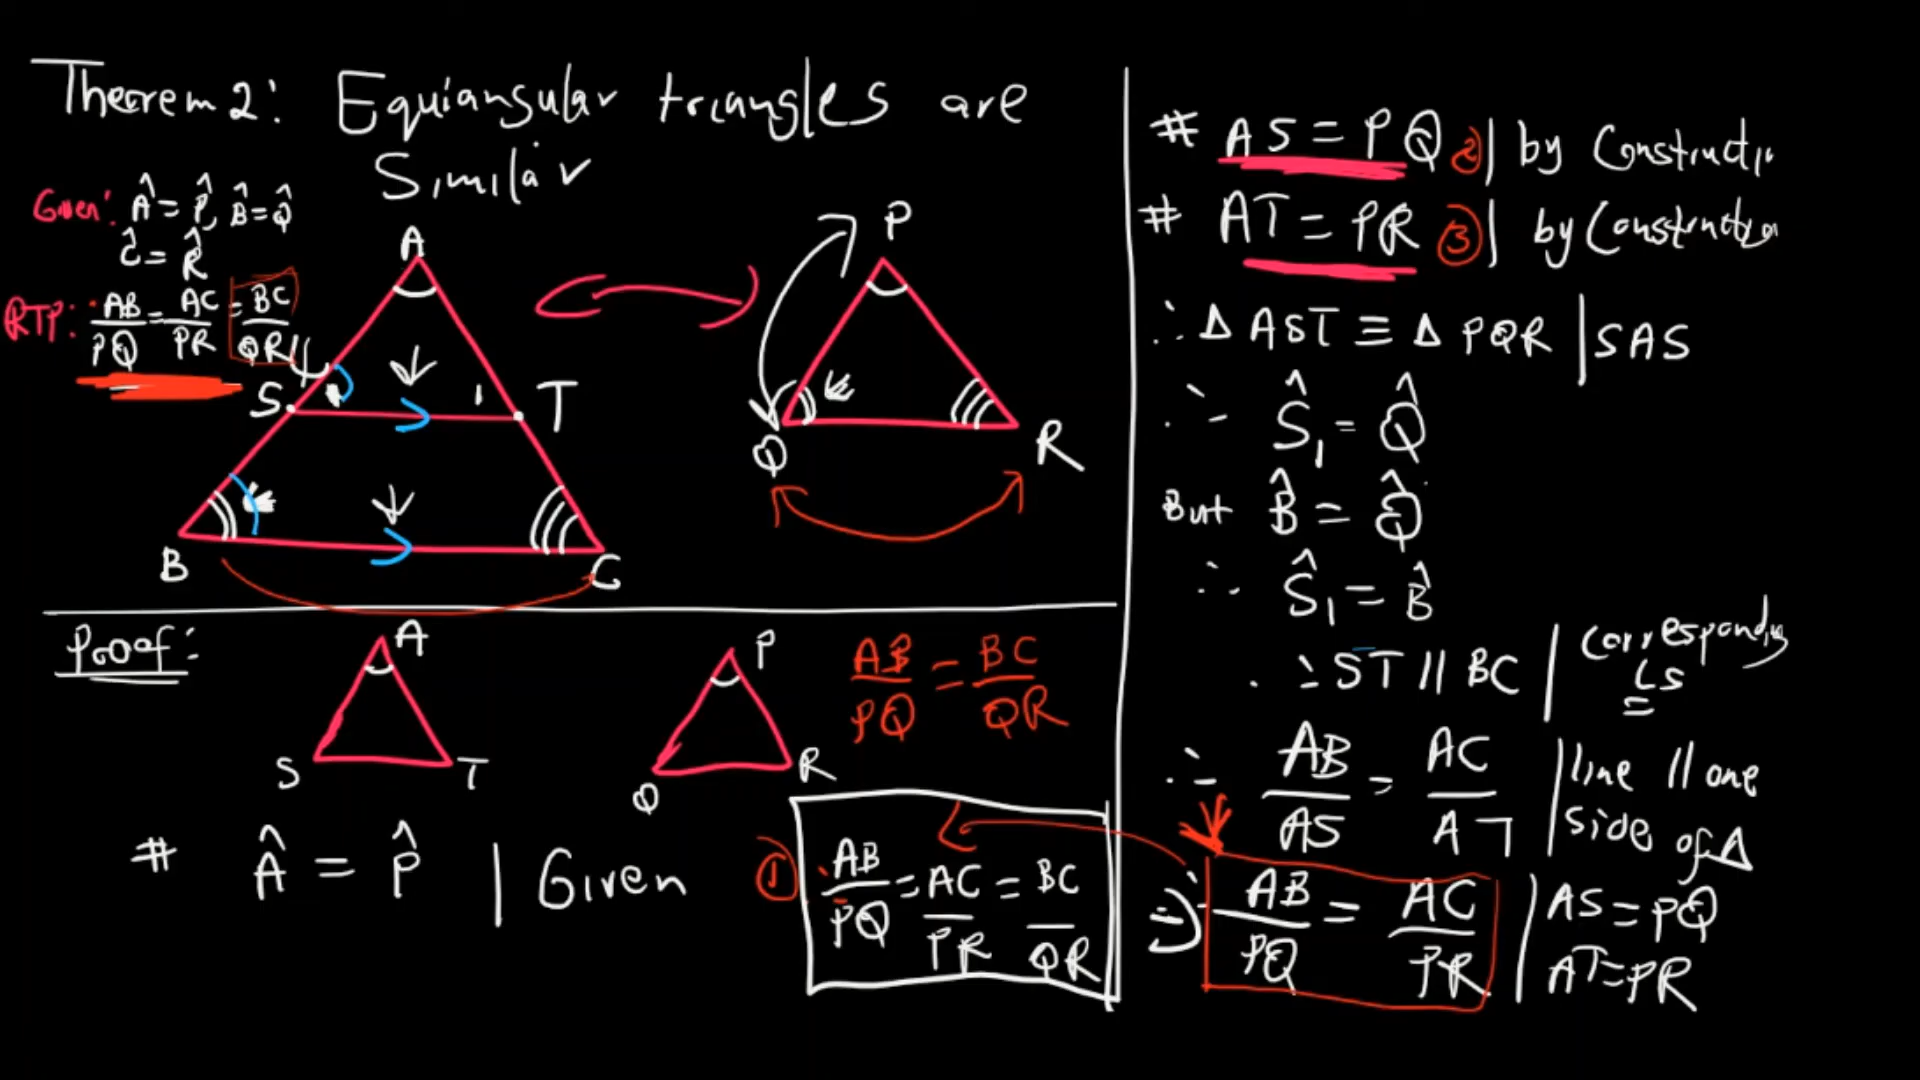 Theorem 2: Equiangular triangles are
Similar
Given: Â = P̂, B̂ = Q̂
Ĉ = R̂
RTP: AB/PQ = AC/PR = BC/QR
A
S 1 1 T
B C
P
Q R
Proof:
A
S T
P
Q R
AB/PQ = BC/QR
# Â = P̂ | Given
① AB/PQ = AC/PR = BC/QR
# AS = PQ ② | by Constructi
# AT = PR ③ | by Construction
∴ Δ AST ≡ Δ PQR | SAS
∴ Ŝ₁ = Q̂
But B̂ = Q̂
∴ Ŝ₁ = B̂
∴ ST // BC | corresponding ∠s =
∴ AB/AS = AC/AT | line // one side of Δ
⇒ AB/PQ = AC/PR | AS = PQ
AT = PR